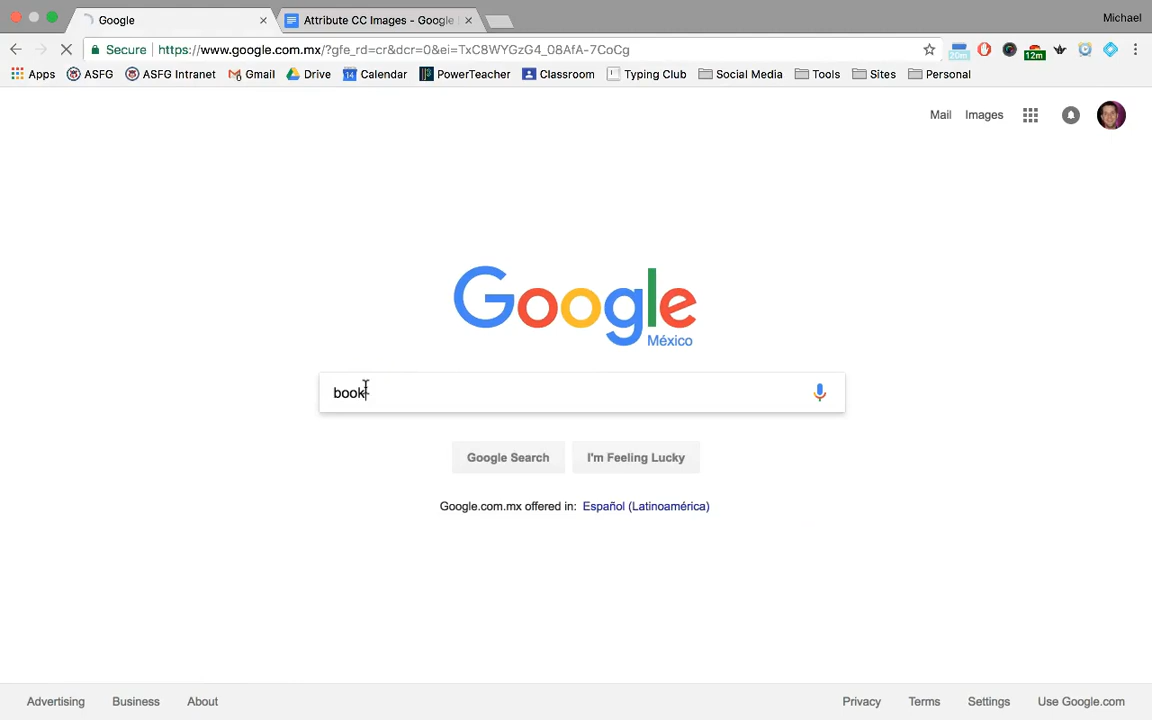 Google
Attribute CC Images - Google
Michael
Secure https://www.google.com.mx/?gfe_rd=cr&dcr=0&ei=TxC8WYGzG4_08AfA-7CoCg
20m
12m
Apps ASFG ASFG Intranet Gmail Drive 14 Calendar PowerTeacher Classroom Typing Club Social Media Tools Sites Personal
Mail Images
Google
México
book
Google Search I'm Feeling Lucky
Google.com.mx offered in: Español (Latinoamérica)
Advertising Business About Privacy Terms Settings Use Google.com